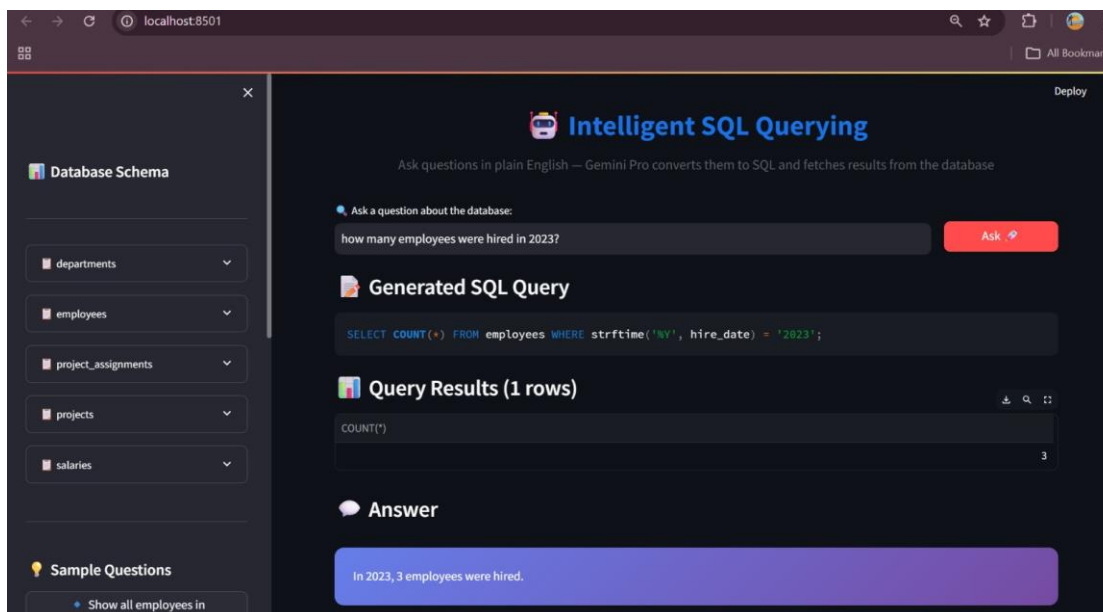 localhost:8501
All Bookmar
Deploy
Intelligent SQL Querying
Ask questions in plain English — Gemini Pro converts them to SQL and fetches results from the database
Database Schema
departments
employees
project_assignments
projects
salaries
Sample Questions
Show all employees in
Ask a question about the database:
how many employees were hired in 2023?
Ask
Generated SQL Query
SELECT COUNT(*) FROM employees WHERE strftime('%Y', hire_date) = '2023';
Query Results (1 rows)
COUNT(*)
3
Answer
In 2023, 3 employees were hired.